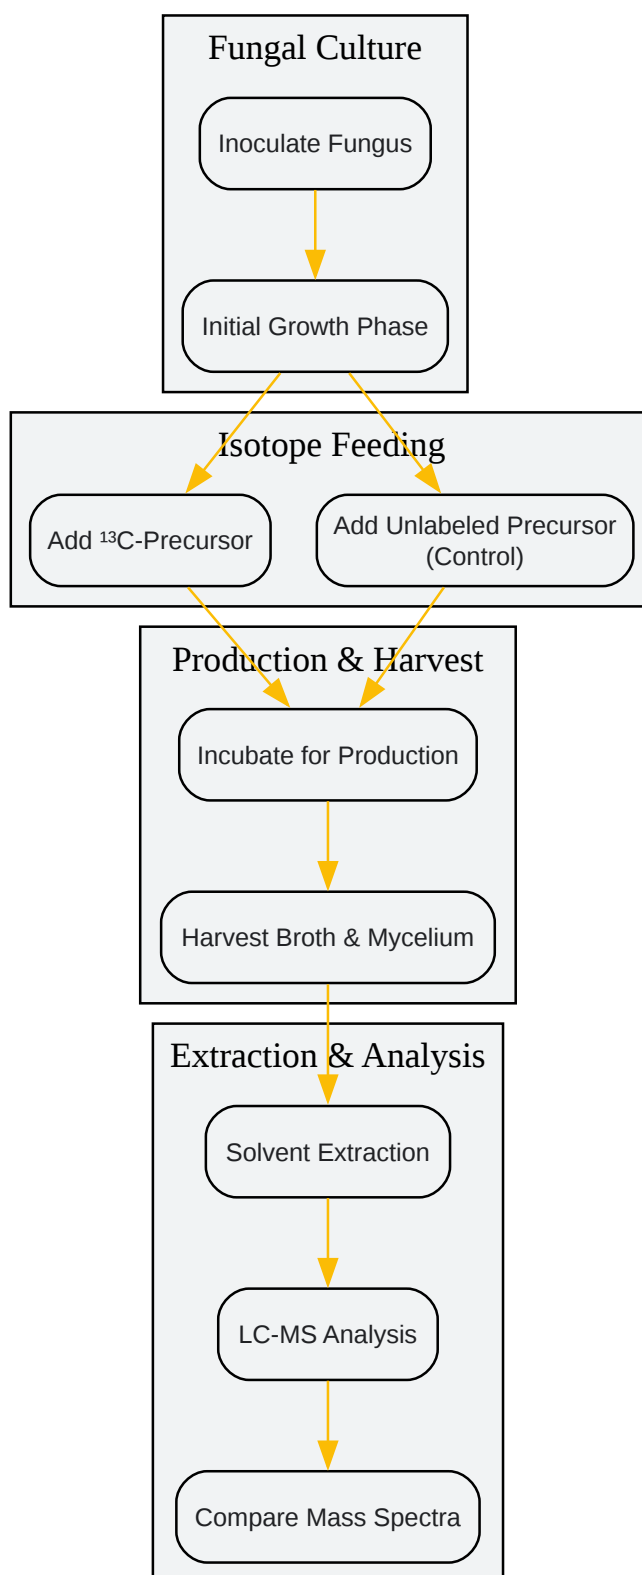 Fungal Culture
Inoculate Fungus
Initial Growth Phase
Isotope Feeding
Add ¹³C-Precursor
Add Unlabeled Precursor
(Control)
Production & Harvest
Incubate for Production
Harvest Broth & Mycelium
Extraction & Analysis
Solvent Extraction
LC-MS Analysis
Compare Mass Spectra